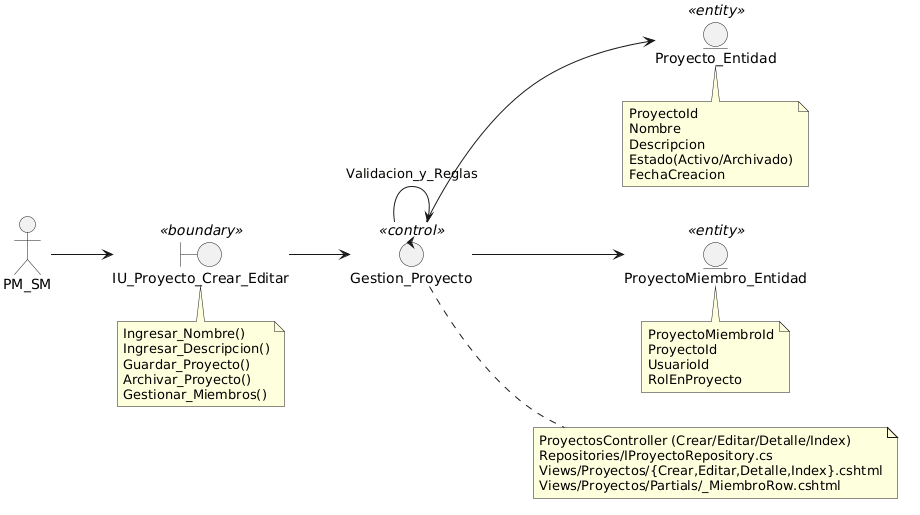 «entity»
Proyecto_Entidad
ProyectoId
Nombre
Descripcion
Estado(Activo/Archivado)
FechaCreacion
Validacion_y_Reglas
PM_SM
«boundary»
IU_Proyecto_Crear_Editar
Ingresar_Nombre()
Ingresar_Descripcion()
Guardar_Proyecto()
Archivar_Proyecto()
Gestionar_Miembros()
«control»
Gestion_Proyecto
«entity»
ProyectoMiembro_Entidad
ProyectoMiembroId
ProyectoId
UsuarioId
RolEnProyecto
ProyectosController (Crear/Editar/Detalle/Index)
Repositories/IProyectoRepository.cs
Views/Proyectos/{Crear,Editar,Detalle,Index}.cshtml
Views/Proyectos/Partials/_MiembroRow.cshtml